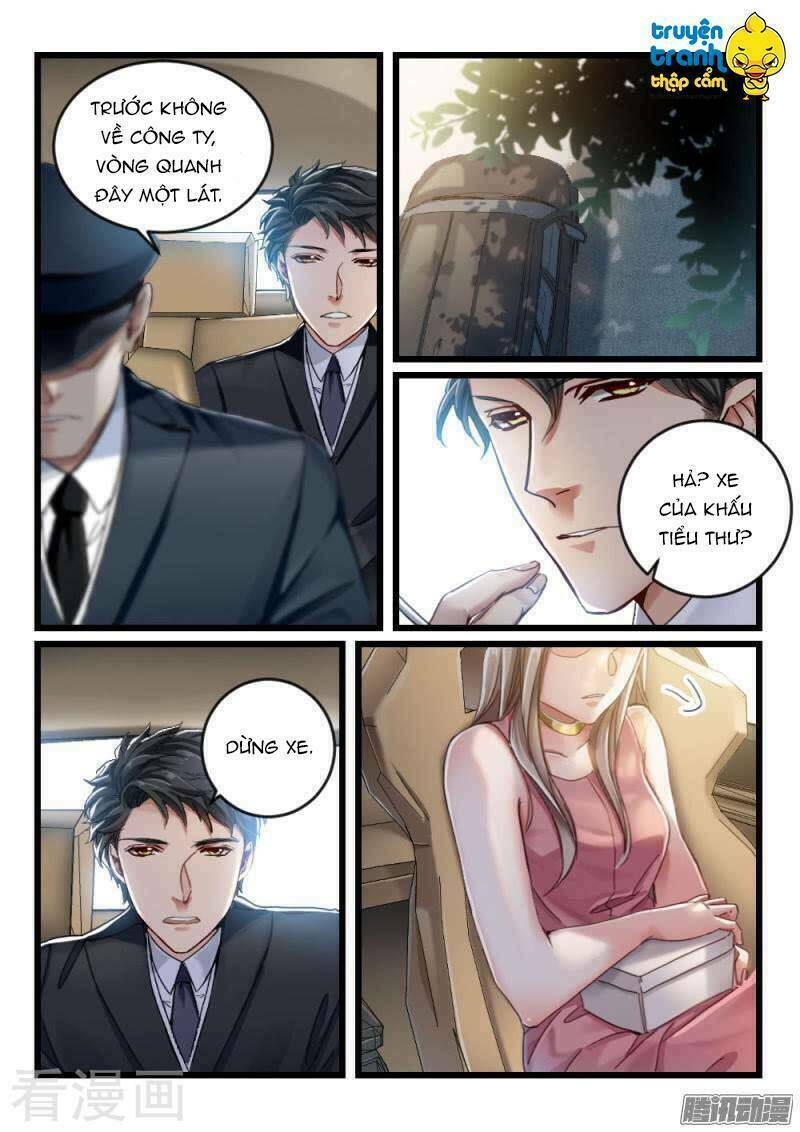 truyện
tranh
thập cẩm
TRƯỚC KHÔNG
VỀ CÔNG TY,
VÒNG QUANH
ĐÂY MỘT LÁT.
HẢ? XE
CỦA KHẤU
TIỂU THƯ?
DỪNG XE.
看漫画
腾讯动漫